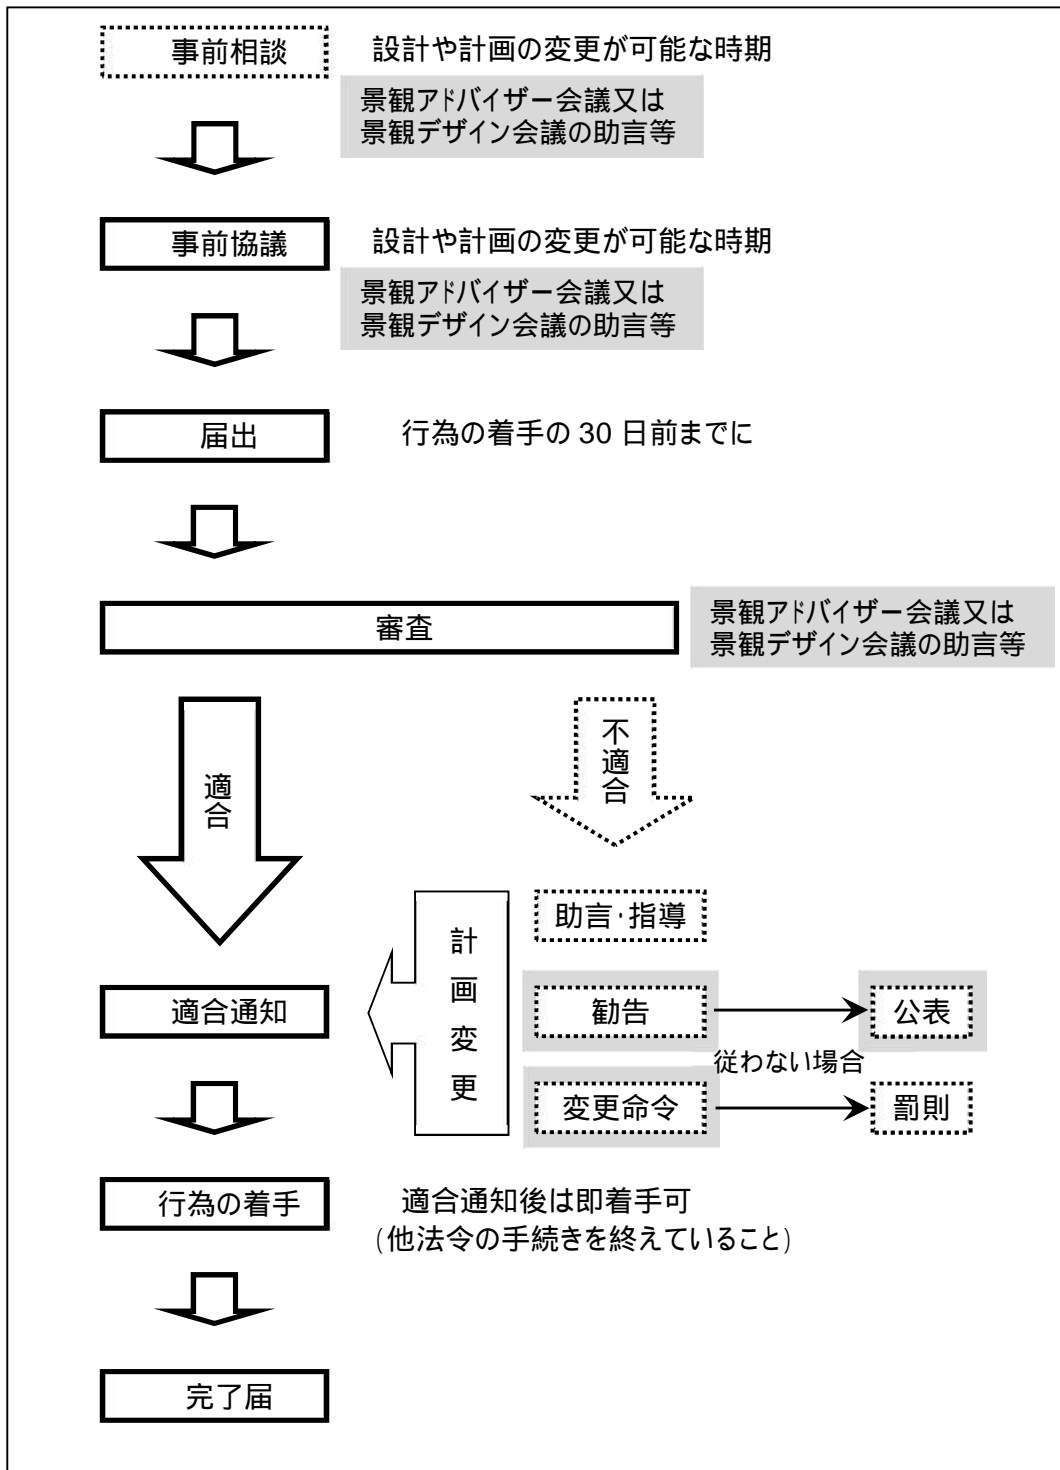 事前相談
設計や計画の変更が可能な時期
景観アドバイザー会議又は
景観デザイン会議の助言等
事前協議
設計や計画の変更が可能な時期
景観アドバイザー会議又は
景観デザイン会議の助言等
届出
行為の着手の 30 日前までに
審査
景観アドバイザー会議又は
景観デザイン会議の助言等
適合
不適合
助言・指導
計画変更
適合通知
勧告
公表
従わない場合
変更命令
罰則
行為の着手
適合通知後は即着手可
(他法令の手続きを終えていること)
完了届